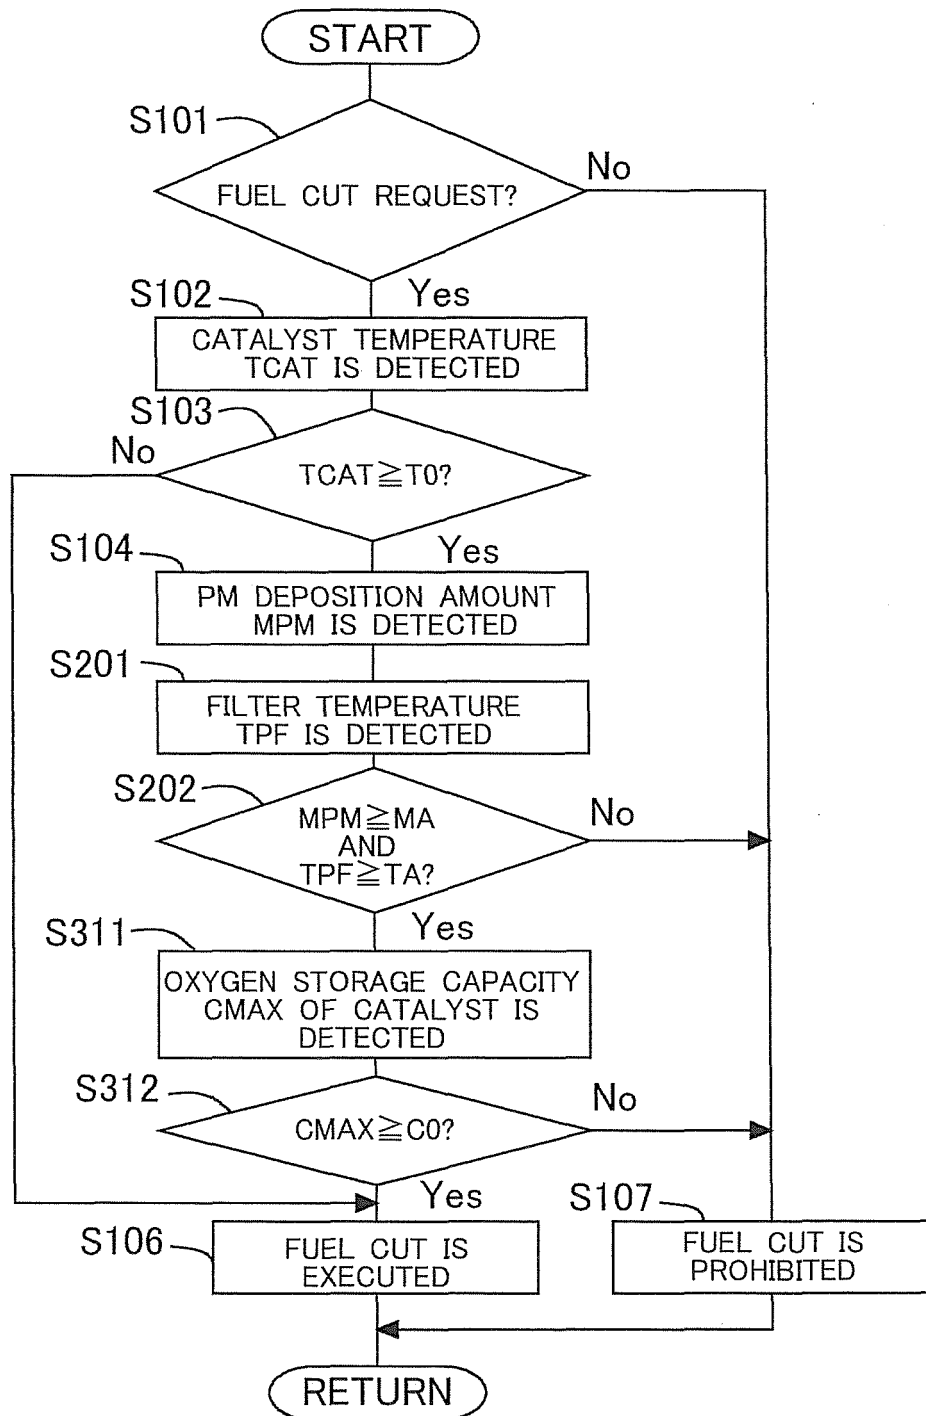 START
S101
No
FUEL CUT REQUEST?
Yes
S102
CATALYST TEMPERATURE
TCAT IS DETECTED
S103
No
TCAT≧T0?
Yes
S104
PM DEPOSITION AMOUNT
MPM IS DETECTED
S201
FILTER TEMPERATURE
TPF IS DETECTED
S202
No
MPM≧MA
AND
TPF≧TA?
Yes
S311
OXYGEN STORAGE CAPACITY
CMAX OF CATALYST IS
DETECTED
S312
No
CMAX≧C0?
Yes
S106
FUEL CUT IS
EXECUTED
S107
FUEL CUT IS
PROHIBITED
RETURN